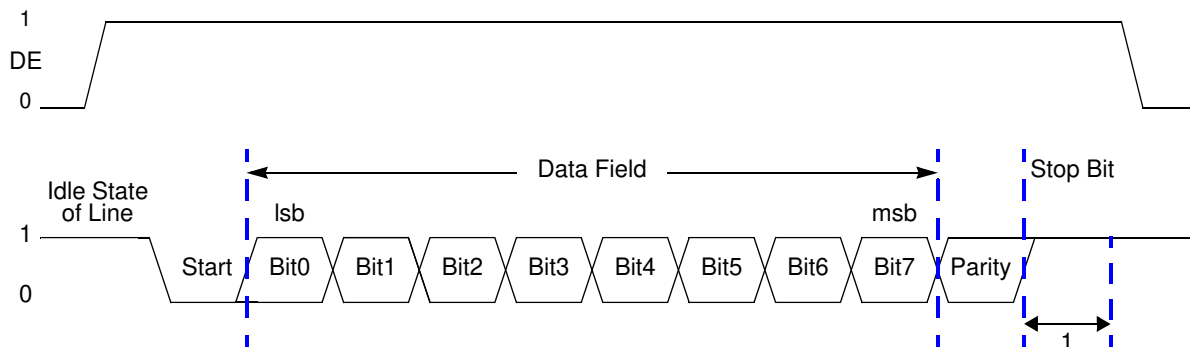 1
DE
0
Data Field
Stop Bit
Idle State
of Line
lsb
msb
1
Start
Bit0
Bit1
Bit2
Bit3
Bit4
Bit5
Bit6
Bit7
Parity
0
1